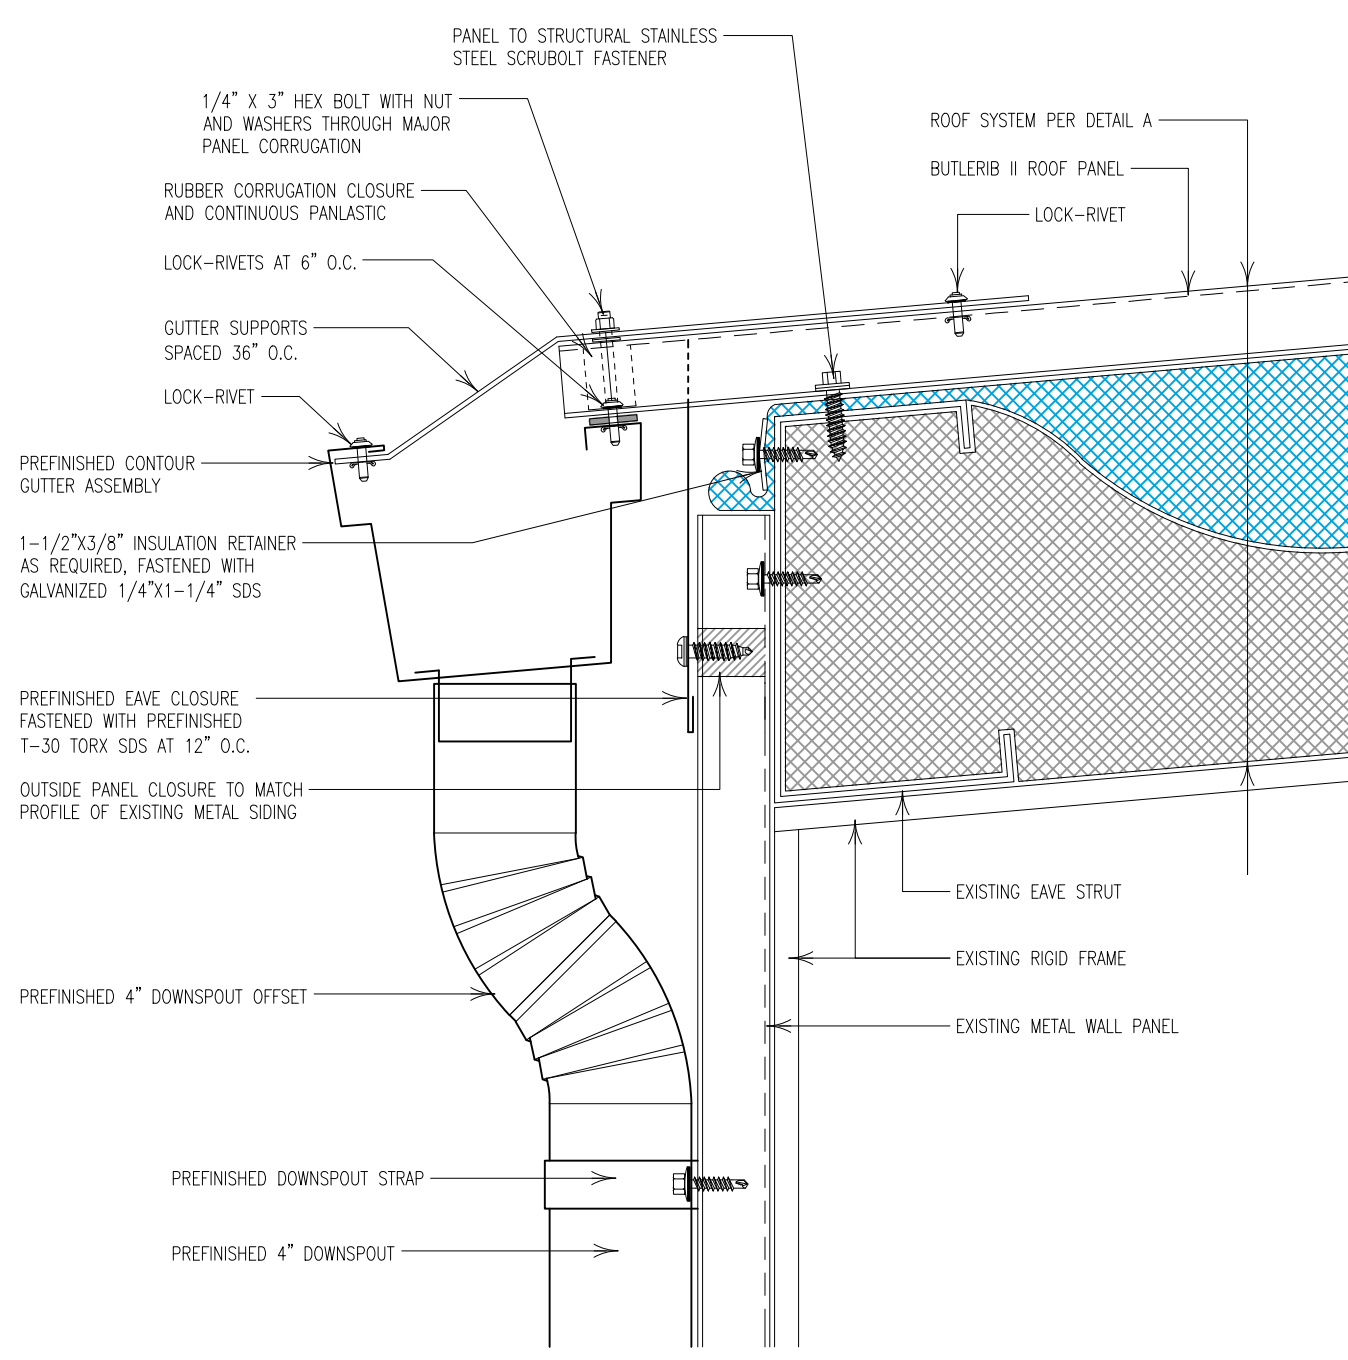 PANEL TO STRUCTURAL STAINLESS
STEEL SCRUBOLT FASTENER
1/4" X 3" HEX BOLT WITH NUT
AND WASHERS THROUGH MAJOR
PANEL CORRUGATION
ROOF SYSTEM PER DETAIL A
BUTLERIB II ROOF PANEL
LOCK-RIVET
RUBBER CORRUGATION CLOSURE
AND CONTINUOUS PANLASTIC
LOCK-RIVETS AT 6" O.C.
GUTTER SUPPORTS
SPACED 36" O.C.
LOCK-RIVET
PREFINISHED CONTOUR
GUTTER ASSEMBLY
1-1/2"X3/8" INSULATION RETAINER
AS REQUIRED, FASTENED WITH
GALVANIZED 1/4"X1-1/4" SDS
PREFINISHED EAVE CLOSURE
FASTENED WITH PREFINISHED
T-30 TORX SDS AT 12" O.C.
OUTSIDE PANEL CLOSURE TO MATCH
PROFILE OF EXISTING METAL SIDING
EXISTING EAVE STRUT
EXISTING RIGID FRAME
PREFINISHED 4" DOWNSPOUT OFFSET
EXISTING METAL WALL PANEL
PREFINISHED DOWNSPOUT STRAP
PREFINISHED 4" DOWNSPOUT